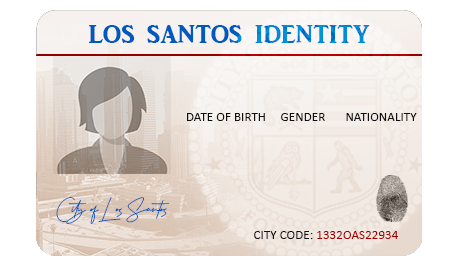 LOS SANTOS IDENTITY
DATE OF BIRTH GENDER NATIONALITY
City of Los Santos
CITY CODE: 1332OAS22934